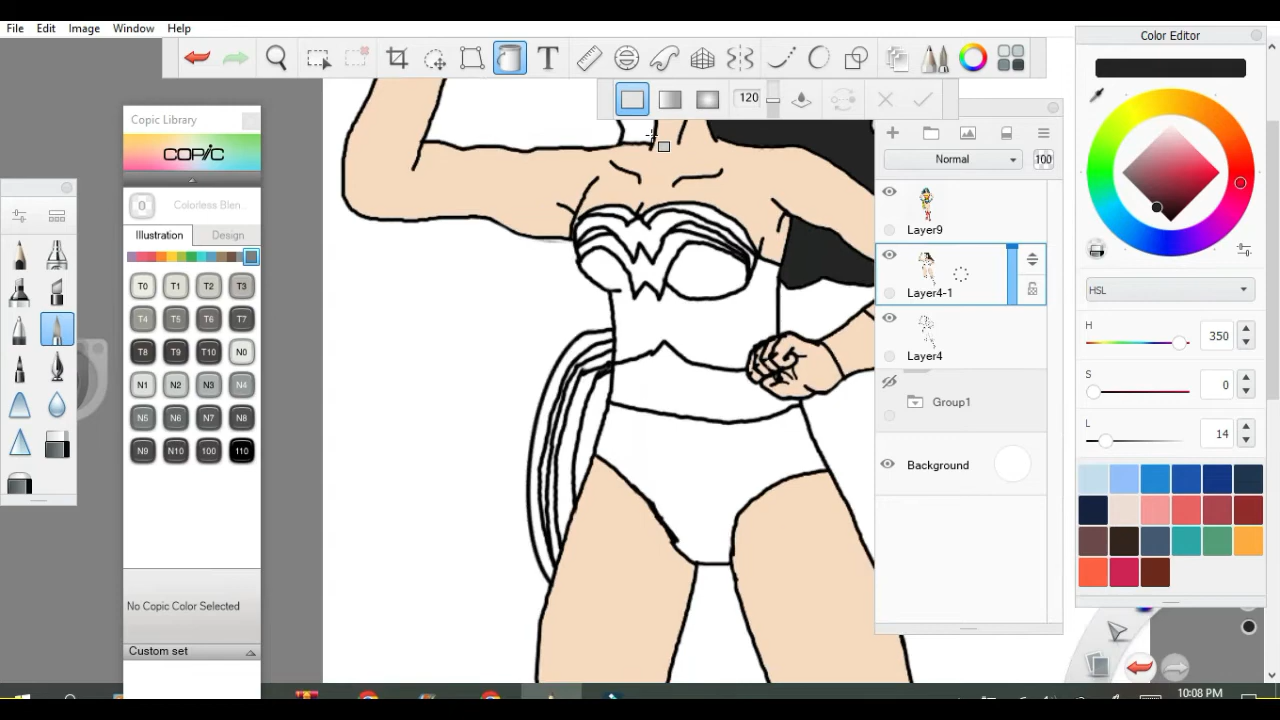 File Edit Image Window Help
Color Editor
120
Copic Library
COPIC
0 Colorless Blen..
Illustration Design
T0 T1 T2 T3
T4 T5 T6 T7
T8 T9 T10 N0
N1 N2 N3 N4
N5 N6 N7 N8
N9 N10 100 110
No Copic Color Selected
Custom set
Normal 100
Layer9
Layer4-1
Layer4
Group1
Background
HSL
H 350
S 0
L 14
10:08 PM